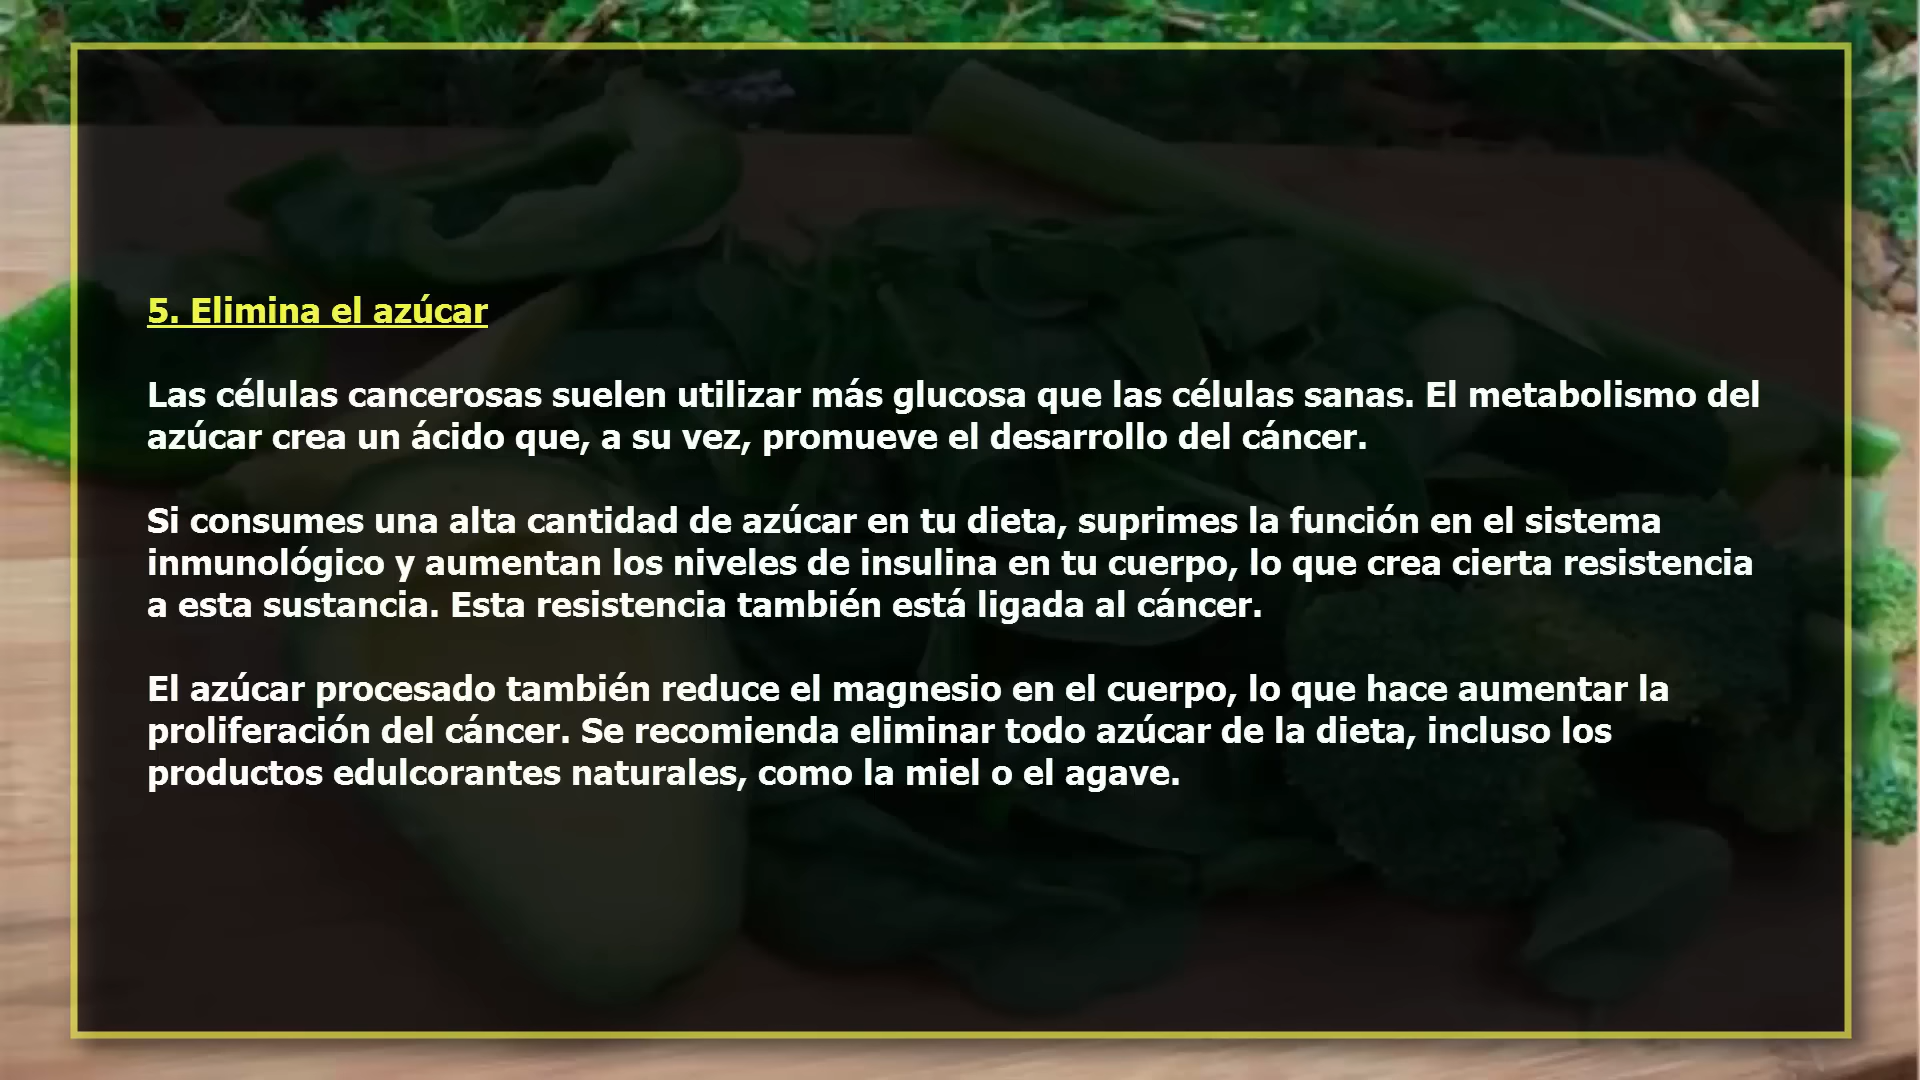 5. Elimina el azúcar
Las células cancerosas suelen utilizar más glucosa que las células sanas. El metabolismo del
azúcar crea un ácido que, a su vez, promueve el desarrollo del cáncer.
Si consumes una alta cantidad de azúcar en tu dieta, suprimes la función en el sistema
inmunológico y aumentan los niveles de insulina en tu cuerpo, lo que crea cierta resistencia
a esta sustancia. Esta resistencia también está ligada al cáncer.
El azúcar procesado también reduce el magnesio en el cuerpo, lo que hace aumentar la
proliferación del cáncer. Se recomienda eliminar todo azúcar de la dieta, incluso los
productos edulcorantes naturales, como la miel o el agave.